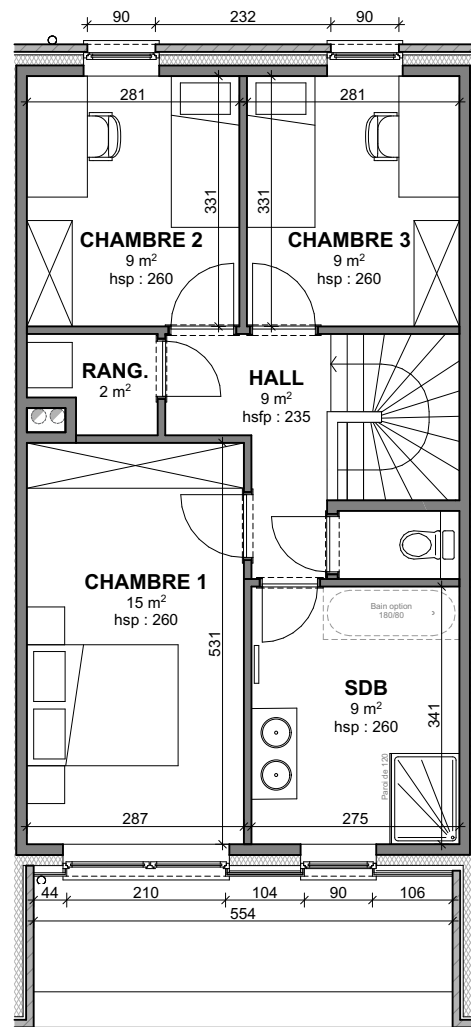 90 232 90
281 281
331 331
CHAMBRE 2
9 m²
hsp : 260
CHAMBRE 3
9 m²
hsp : 260
RANG.
2 m²
HALL
9 m²
hsfp : 235
CHAMBRE 1
15 m²
hsp : 260
531
Bain option
180/80
SDB
9 m²
hsp : 260
341
Paroi de 120
287 275
44 210 104 90 106
554